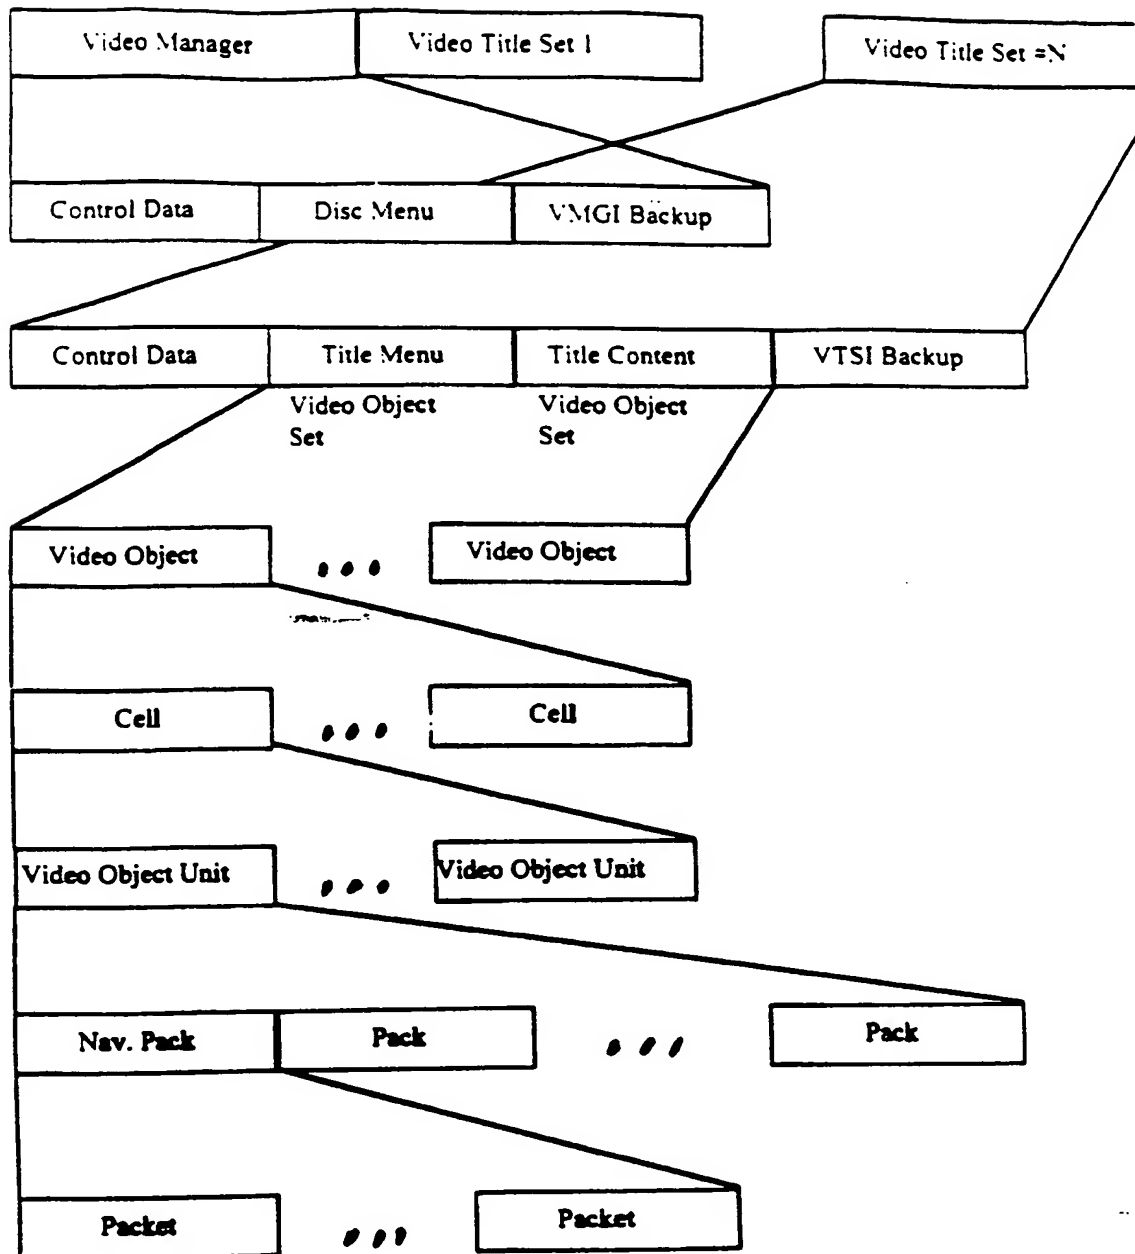 Video Manager
Video Title Set 1
Video Title Set =N
Control Data
Disc Menu
VMGI Backup
Control Data
Title Menu
Title Content
VTSI Backup
Video Object
Set
Video Object
Set
Video Object
Video Object
Cell
Cell
Video Object Unit
Video Object Unit
Nav. Pack
Pack
Pack
Packet
Packet